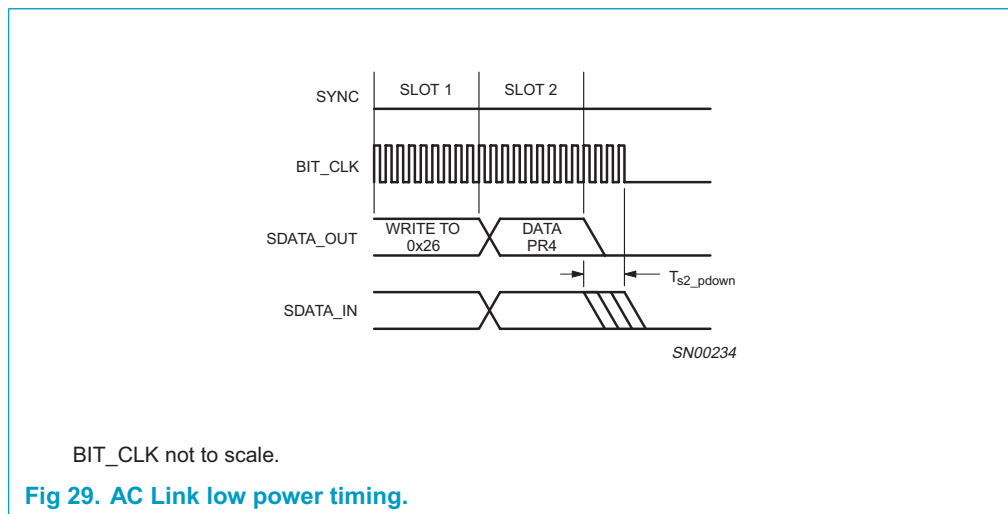 SYNC SLOT 1 SLOT 2
BIT_CLK
SDATA_OUT WRITE TO 0x26 DATA PR4
Ts2_pdown
SDATA_IN
SN00234
BIT_CLK not to scale.
Fig 29. AC Link low power timing.